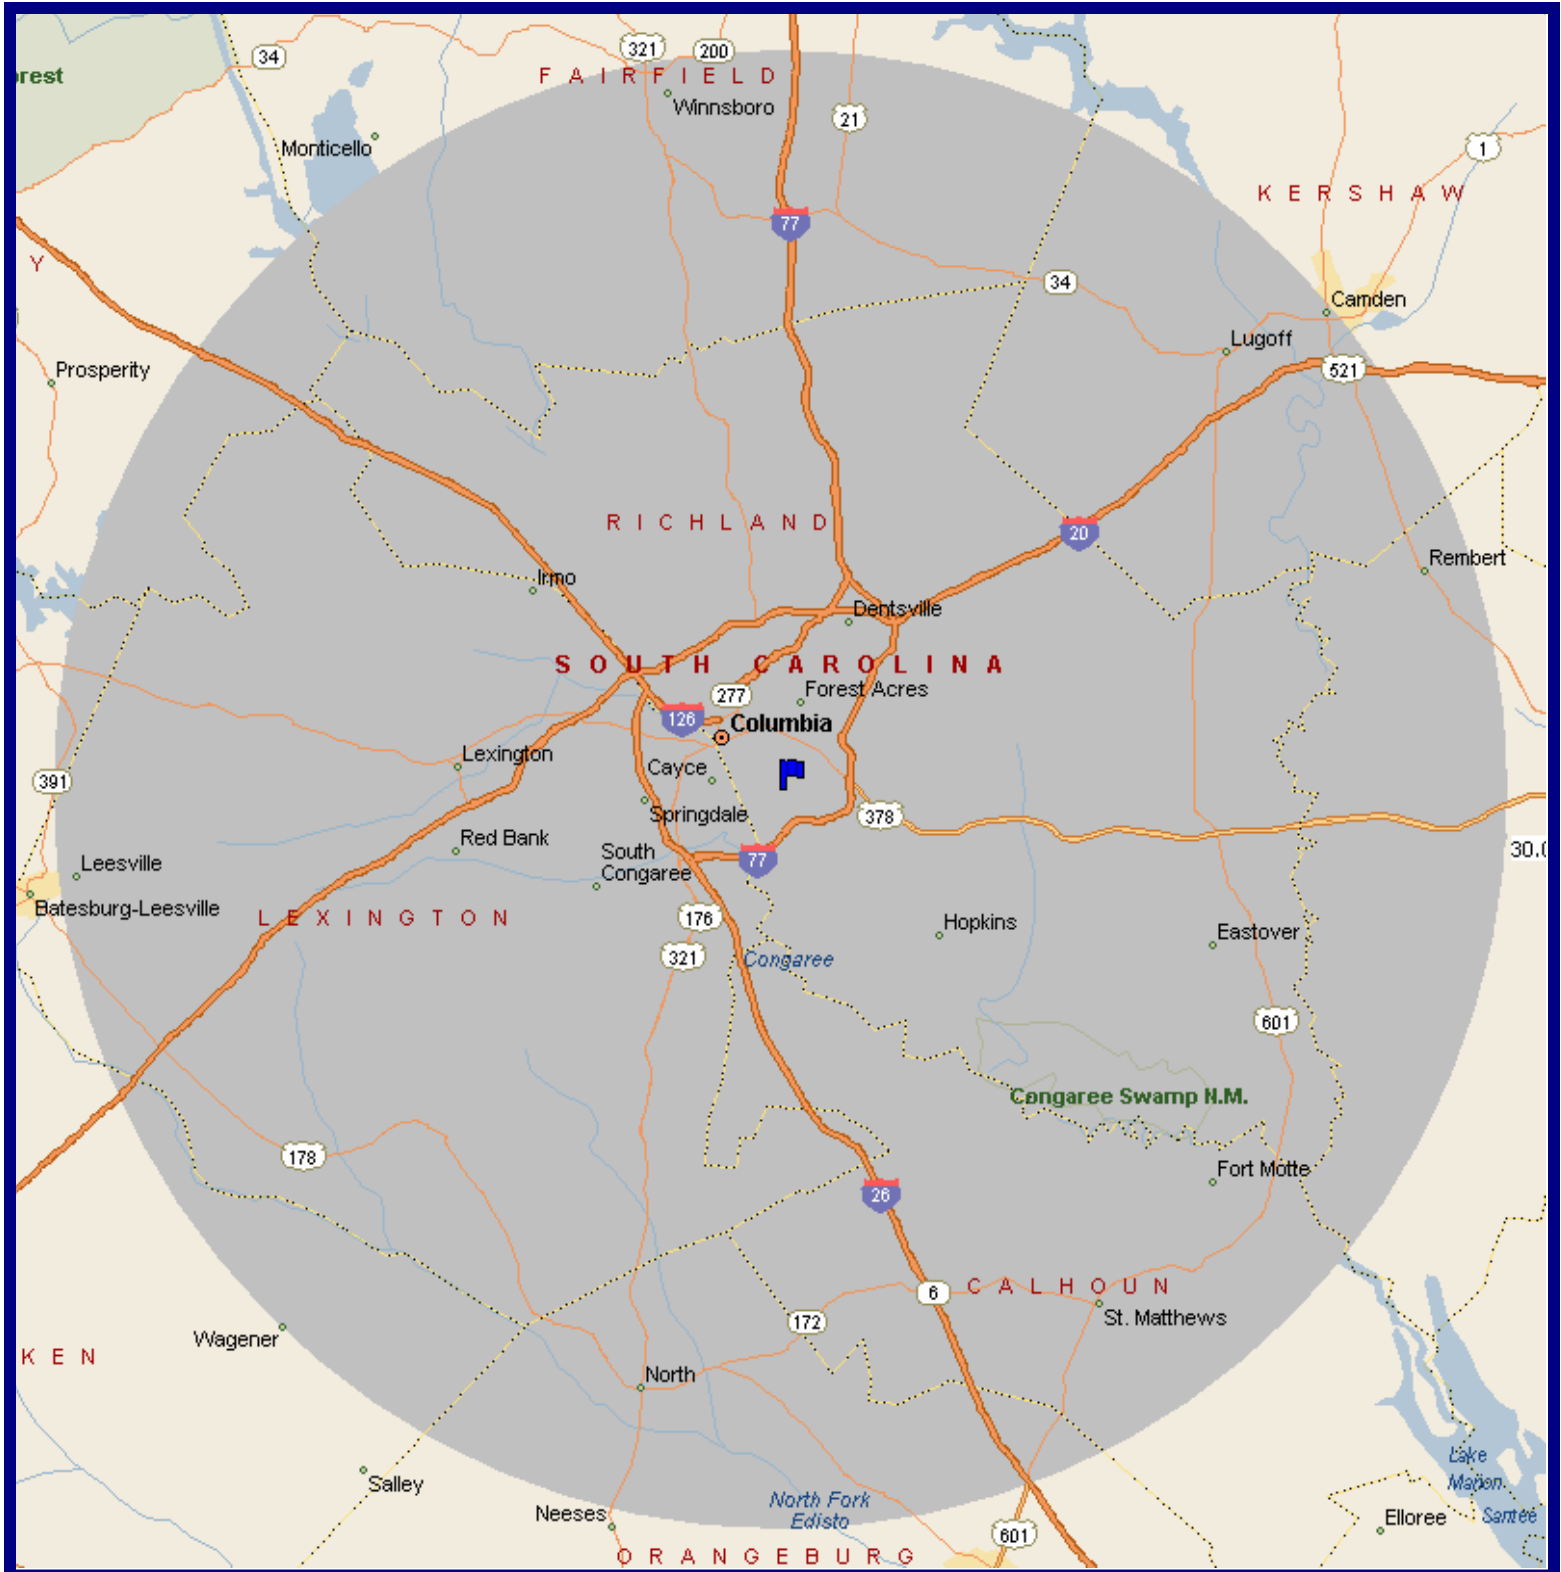 34
321
200
orest
FAIRFIELD
Winnsboro
21
Monticello
1
KERSHAW
77
Y
34
Camden
Lugoff
Prosperity
521
RICHLAND
20
Rembert
Irmo
Dentsville
SOUTH CAROLINA
277
Forest Acres
126
Columbia
Lexington
Cayce
391
Springdale
378
Red Bank
South
Congaree
77
30.0
Leesville
Batesburg-Leesville
LEXINGTON
176
Hopkins
Eastover
321
Congaree
601
Congaree Swamp N.M.
178
Fort Motte
26
6
CALHOUN
172
St. Matthews
Wagener
KEN
North
Salley
Lake
Marion
North Fork
Edisto
Neeses
Santee
Elloree
601
ORANGEBURG